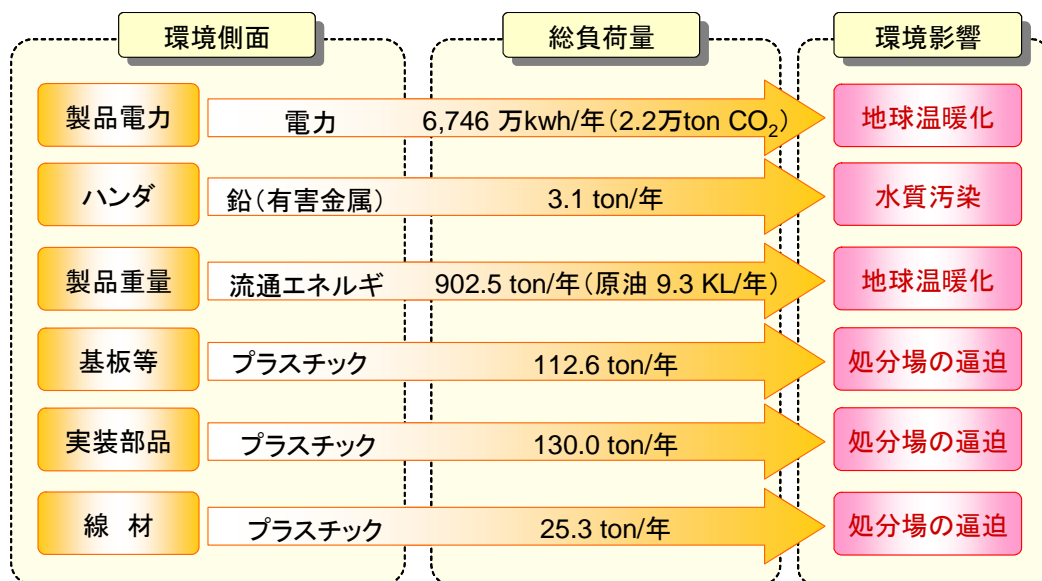 環境側面 総負荷量 環境影響
製品電力 電力 6,746 万kwh/年(2.2万ton CO₂) 地球温暖化
ハンダ 鉛(有害金属) 3.1 ton/年 水質汚染
製品重量 流通エネルギ 902.5 ton/年(原油 9.3 KL/年) 地球温暖化
基板等 プラスチック 112.6 ton/年 処分場の逼迫
実装部品 プラスチック 130.0 ton/年 処分場の逼迫
線 材 プラスチック 25.3 ton/年 処分場の逼迫